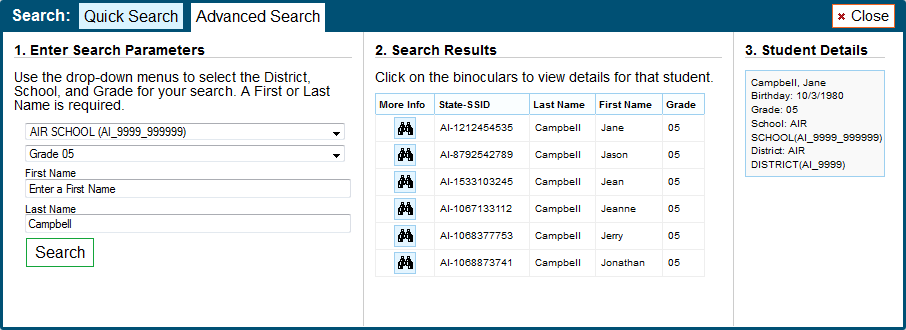 Search: Quick Search Advanced Search × Close
1. Enter Search Parameters
Use the drop-down menus to select the District,
School, and Grade for your search. A First or Last
Name is required.
AIR SCHOOL (AI_9999_999999)
Grade 05
First Name
Enter a First Name
Last Name
Campbell
Search
2. Search Results
Click on the binoculars to view details for that student.
More Info State-SSID Last Name First Name Grade
AI-1212454535 Campbell Jane 05
AI-8792542789 Campbell Jason 05
AI-1533103245 Campbell Jean 05
AI-1067133112 Campbell Jeanne 05
AI-1068377753 Campbell Jerry 05
AI-1068873741 Campbell Jonathan 05
3. Student Details
Campbell, Jane
Birthday: 10/3/1980
Grade: 05
School: AIR
SCHOOL(AI_9999_999999)
District: AIR
DISTRICT(AI_9999)